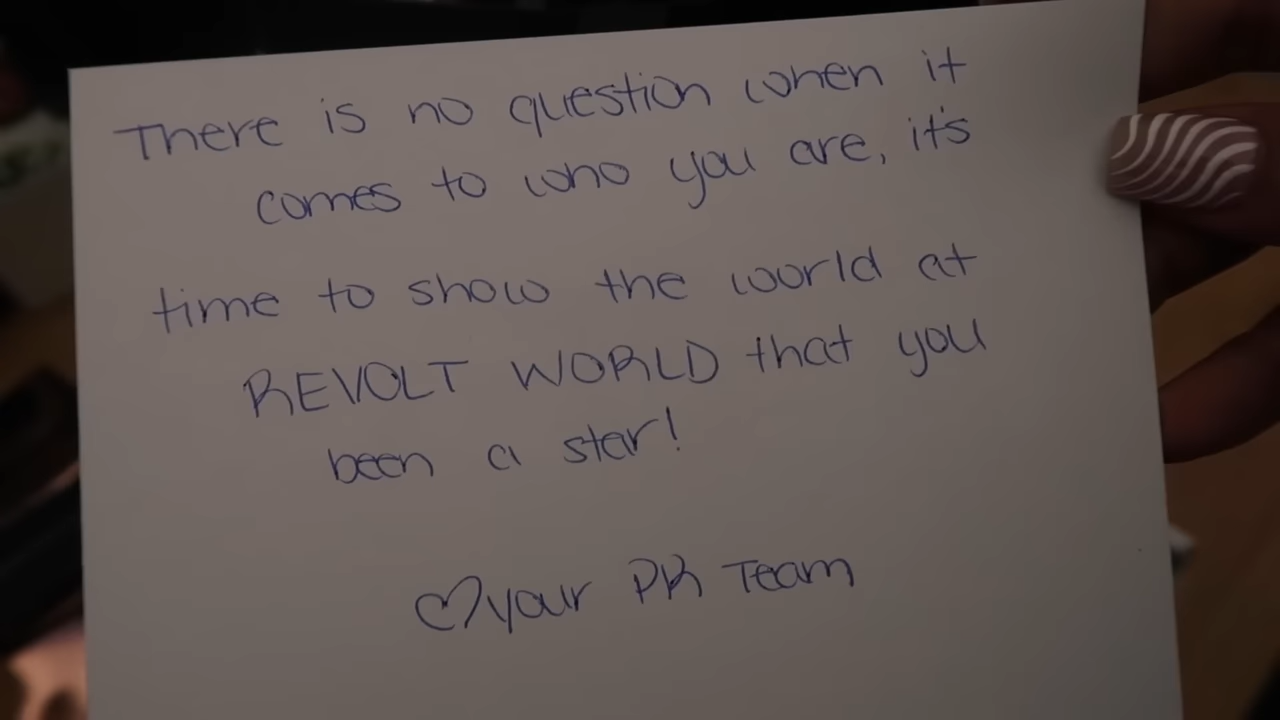 There is no question when it
comes to who you are, it's
time to show the world at
REVOLT WORLD that you
been a star!
♡your PR Team